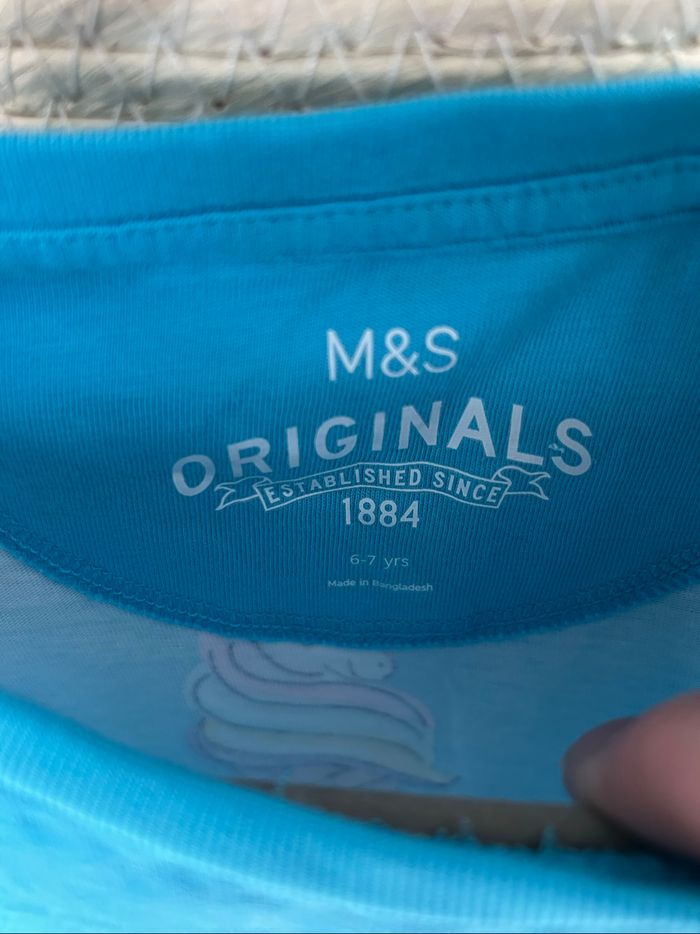 M&S
ORIGINALS
ESTABLISHED SINCE
1884
6-7 yrs
Made in Bangladesh